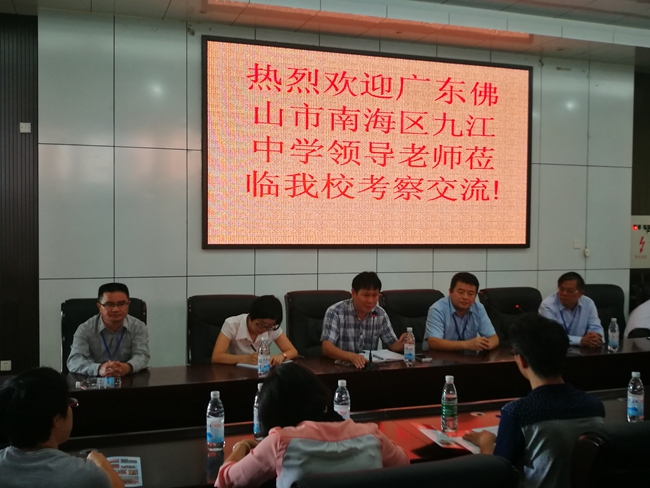 热烈欢迎广东佛
山市南海区九江
中学领导老师莅
临我校考察交流!